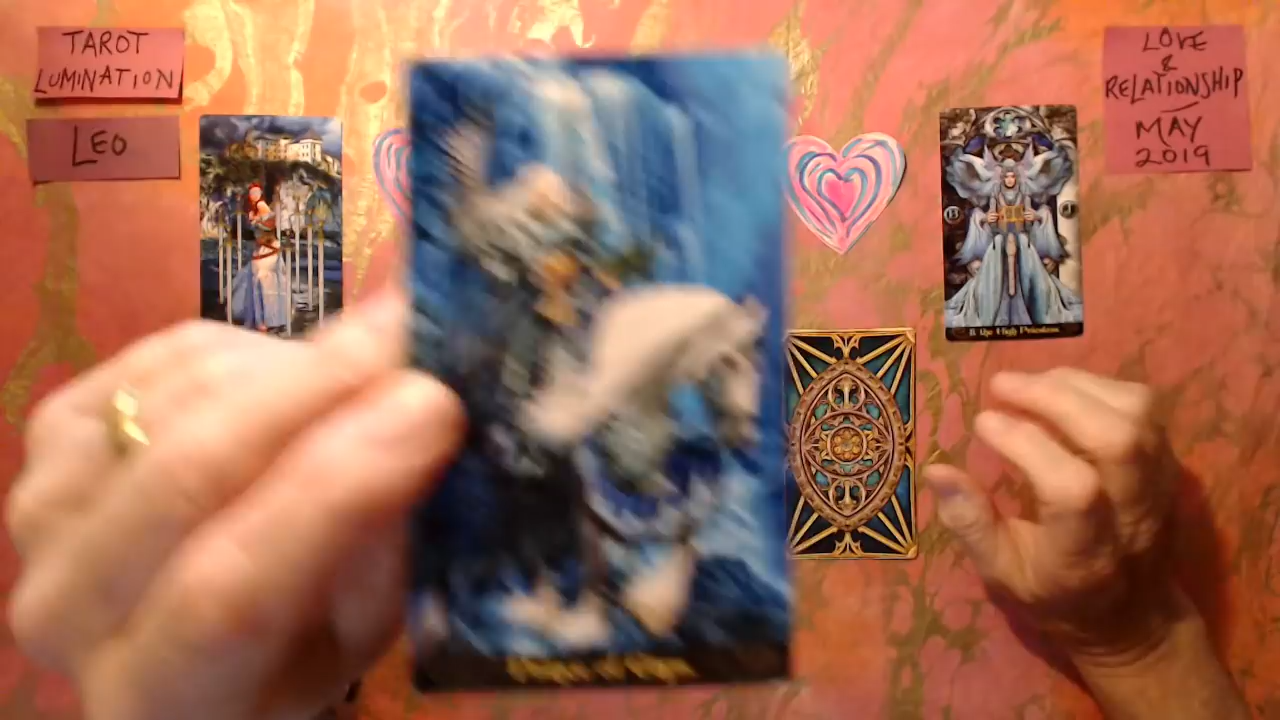 TAROT
LUMINATION
LEO
LOVE
&
RELATIONSHIP
MAY
2019
II the High Priestess